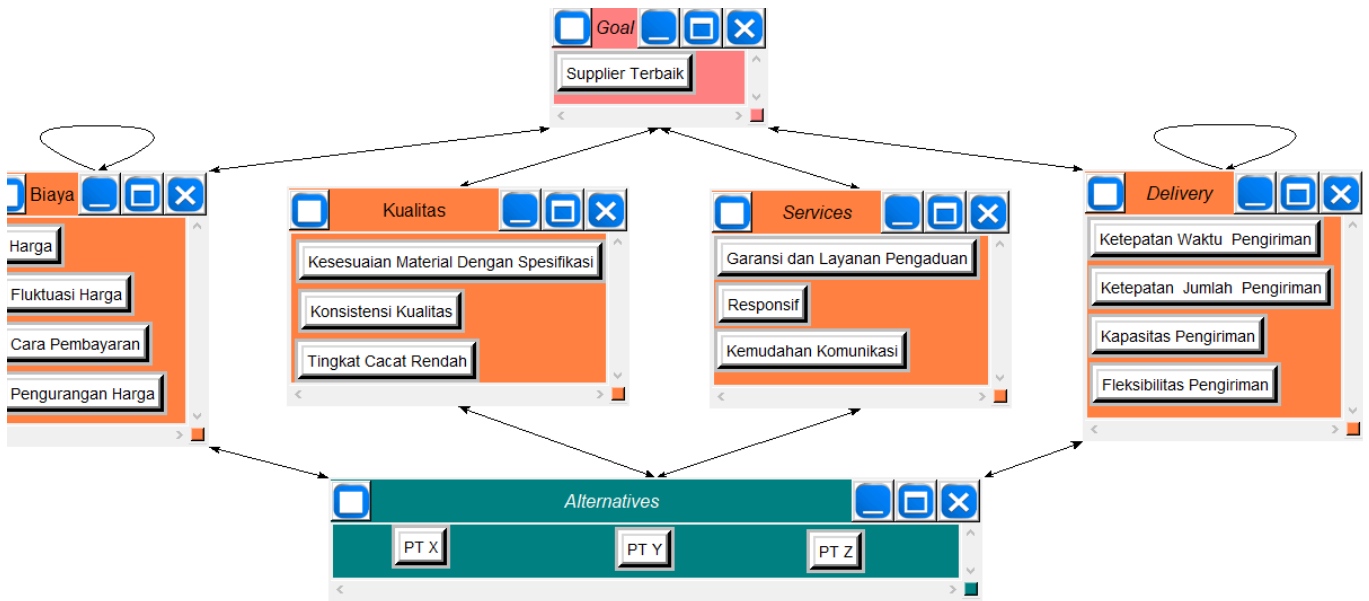 Goal
Supplier Terbaik
Biaya
Harga
Fluktuasi Harga
Cara Pembayaran
Pengurangan Harga
Kualitas
Kesesuaian Material Dengan Spesifikasi
Konsistensi Kualitas
Tingkat Cacat Rendah
Services
Garansi dan Layanan Pengaduan
Responsif
Kemudahan Komunikasi
Delivery
Ketepatan Waktu Pengiriman
Ketepatan Jumlah Pengiriman
Kapasitas Pengiriman
Fleksibilitas Pengiriman
Alternatives
PT X
PT Y
PT Z